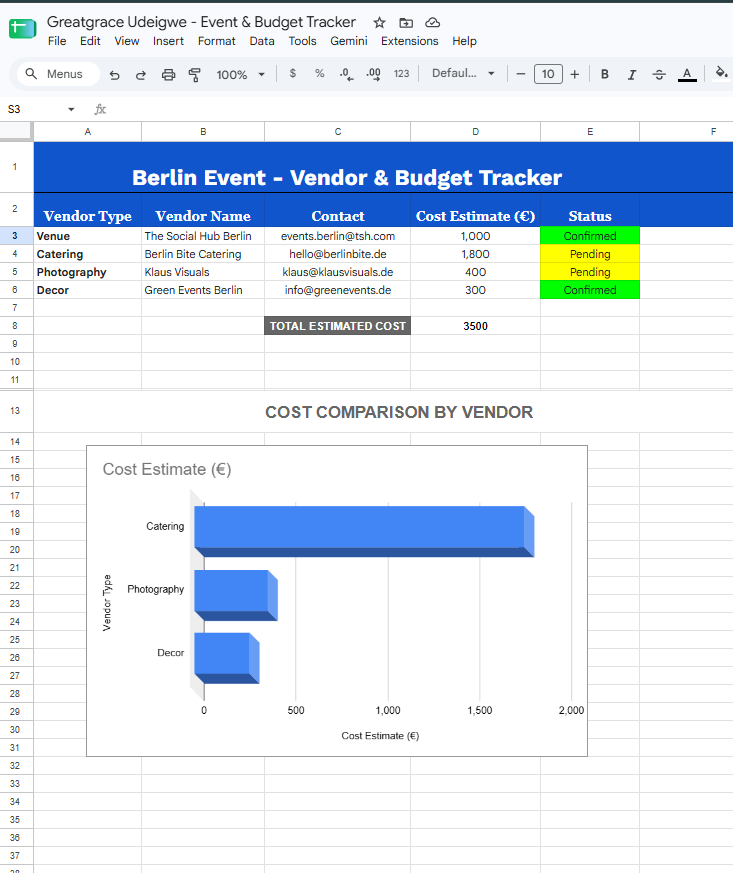 Greatgrace Udeigwe - Event & Budget Tracker
File Edit View Insert Format Data Tools Gemini Extensions Help
Menus 100% $ % .0 .00 123 Defaul... − 10 + B I S A
S3 fx
A B C D E F
1 Berlin Event - Vendor & Budget Tracker
2 Vendor Type Vendor Name Contact Cost Estimate (€) Status
3 Venue The Social Hub Berlin events.berlin@tsh.com 1,000 Confirmed
4 Catering Berlin Bite Catering hello@berlinbite.de 1,800 Pending
5 Photography Klaus Visuals klaus@klausvisuals.de 400 Pending
6 Decor Green Events Berlin info@greenevents.de 300 Confirmed
7
8 TOTAL ESTIMATED COST 3500
9
10
11
13 COST COMPARISON BY VENDOR
14
15
16
17
18
19
20
21
22
23
24
25
26
27
28
29
30
31
32
33
34
35
36
37
38
Cost Estimate (€)
Vendor Type
Catering
Photography
Decor
0 500 1,000 1,500 2,000
Cost Estimate (€)